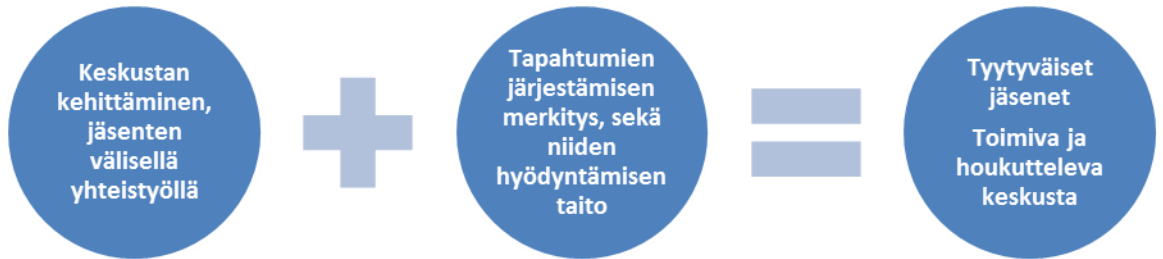 Keskustan
kehittäminen,
jäsenten
välisellä
yhteistyöllä
Tapahtumien
järjestämisen
merkitys, sekä
niiden
hyödyntämisen
taito
Tyytyväiset
jäsenet
Toimiva ja
houkutteleva
keskusta